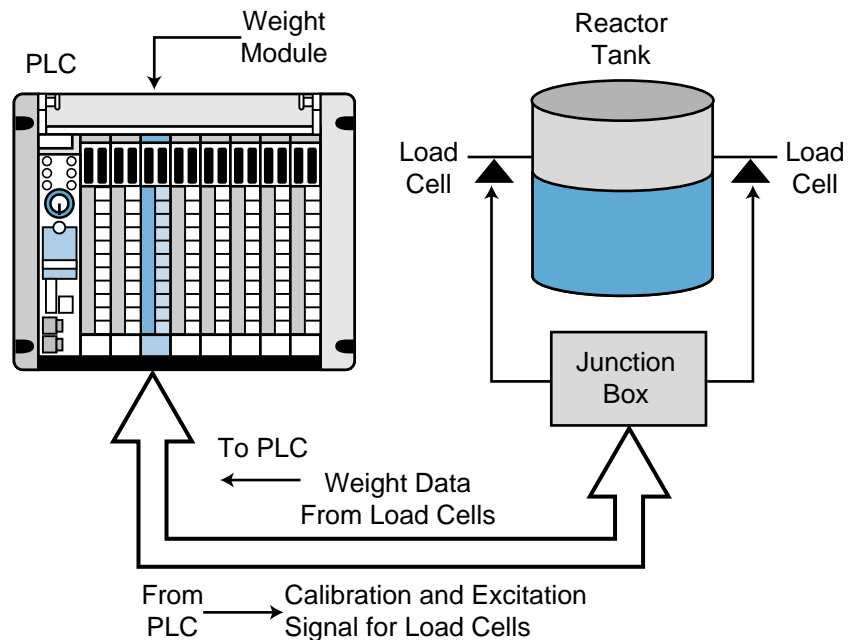 Weight
Module
PLC
Reactor
Tank
Load
Cell
Load
Cell
Junction
Box
To PLC
Weight Data
From Load Cells
From
PLC
Calibration and Excitation
Signal for Load Cells